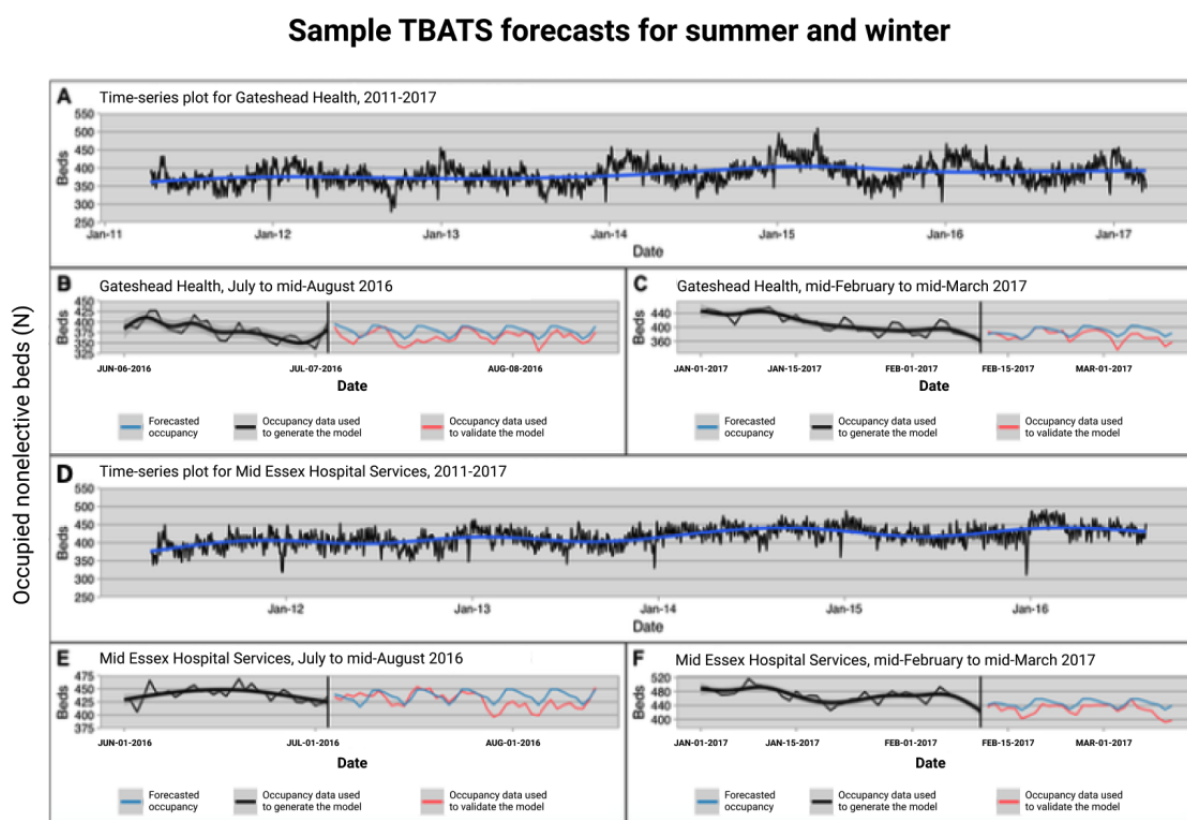 Sample TBATS forecasts for summer and winter
Occupied nonelective beds (N)
A Time-series plot for Gateshead Health, 2011-2017
Beds
550
500
450
400
350
300
250
Jan-11 Jan-12 Jan-13 Jan-14 Jan-15 Jan-16 Jan-17
Date
B Gateshead Health, July to mid-August 2016
Beds
450
425
400
375
350
325
JUN-06-2016 JUL-07-2016 AUG-08-2016
Date
Forecasted occupancy
Occupancy data used to generate the model
Occupancy data used to validate the model
C Gateshead Health, mid-February to mid-March 2017
Beds
440
400
360
JAN-01-2017 JAN-15-2017 FEB-01-2017 FEB-15-2017 MAR-01-2017
Date
Forecasted occupancy
Occupancy data used to generate the model
Occupancy data used to validate the model
D Time-series plot for Mid Essex Hospital Services, 2011-2017
Beds
550
500
450
400
350
300
250
Jan-12 Jan-13 Jan-14 Jan-15 Jan-16
Date
E Mid Essex Hospital Services, July to mid-August 2016
Beds
475
450
425
400
375
JUN-01-2016 JUL-01-2016 AUG-01-2016
Date
Forecasted occupancy
Occupancy data used to generate the model
Occupancy data used to validate the model
F Mid Essex Hospital Services, mid-February to mid-March 2017
Beds
520
480
440
400
JAN-01-2017 JAN-15-2017 FEB-01-2017 FEB-15-2017 MAR-01-2017
Date
Forecasted occupancy
Occupancy data used to generate the model
Occupancy data used to validate the model